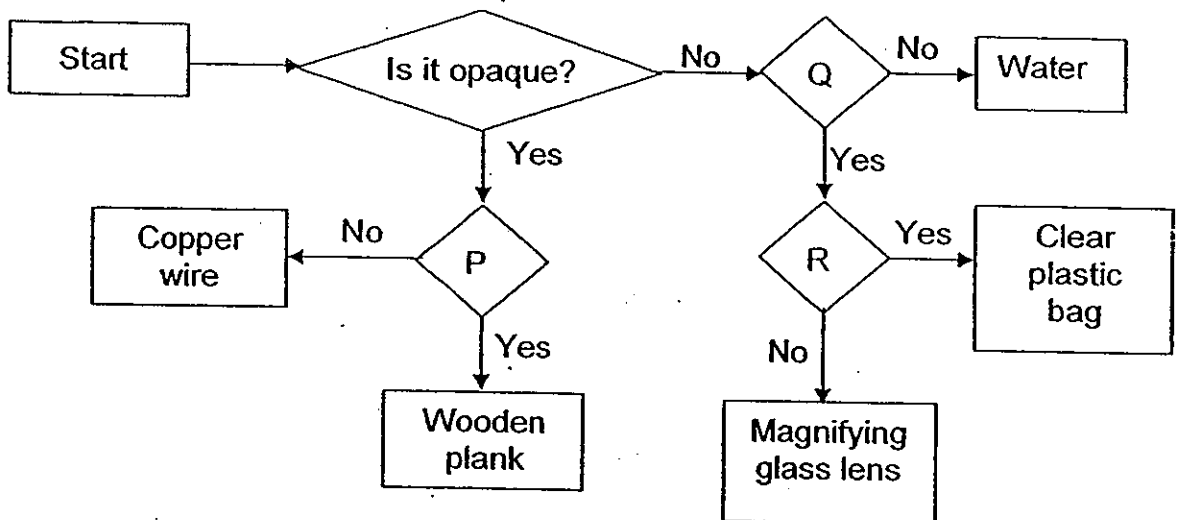 Start
Is it opaque?
No
Q
No
Water
Yes
Yes
Copper
wire
No
P
R
Yes
Clear
plastic
bag
Yes
No
Wooden
plank
Magnifying
glass lens